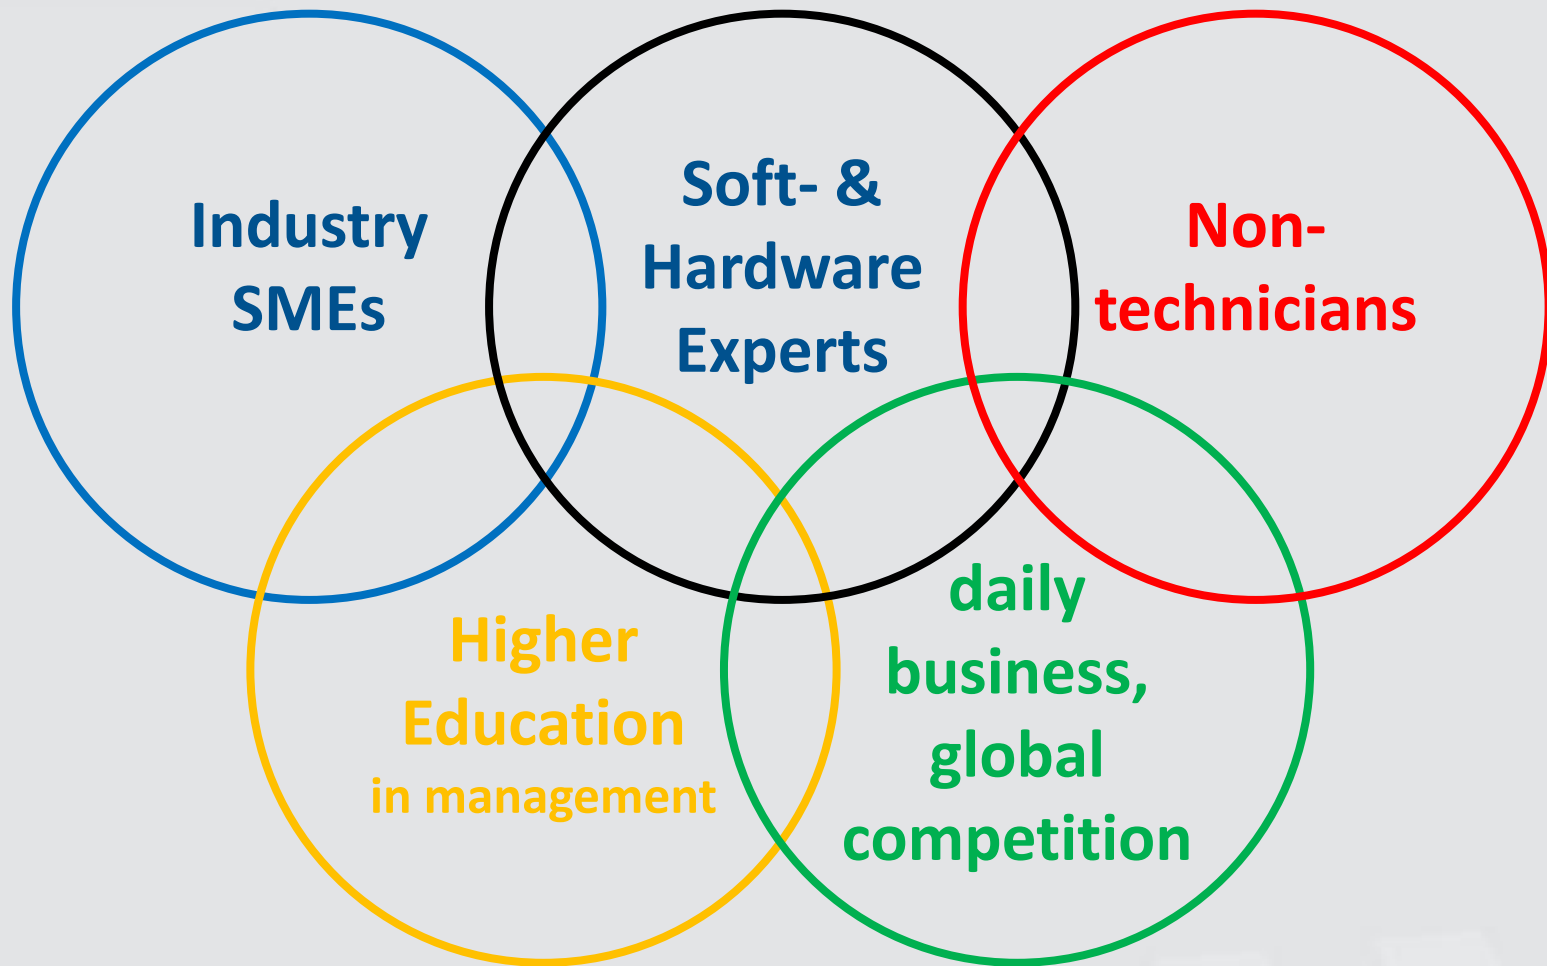 Industry
SMEs
Soft- &
Hardware
Experts
Non-
technicians
Higher
Education
in management
daily
business,
global
competition